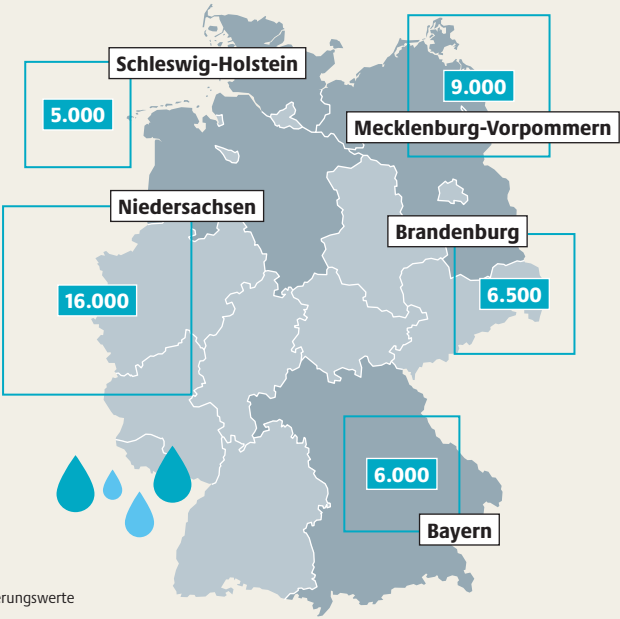 Schleswig-Holstein
5.000
9.000
Mecklenburg-Vorpommern
Niedersachsen
16.000
Brandenburg
6.500
6.000
Bayern
erungswerte